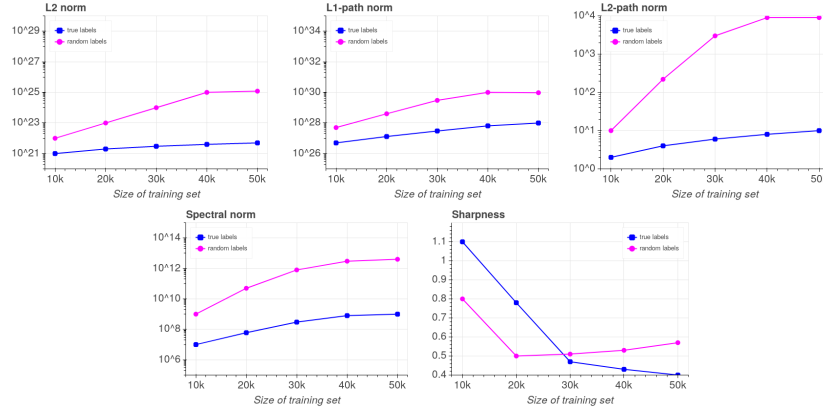 L2 norm
10^29
10^27
10^25
10^23
10^21
true labels
random labels
10k 20k 30k 40k 50k
Size of training set
L1-path norm
10^34
10^32
10^30
10^28
10^26
true labels
random labels
10k 20k 30k 40k 50k
Size of training set
L2-path norm
10^4
10^3
10^2
10^1
10^0
true labels
random labels
10k 20k 30k 40k 50k
Size of training set
Spectral norm
10^14
10^12
10^10
10^8
10^6
true labels
random labels
10k 20k 30k 40k 50k
Size of training set
Sharpness
1.1
1
0.9
0.8
0.7
0.6
0.5
0.4
true labels
random labels
10k 20k 30k 40k 50k
Size of training set